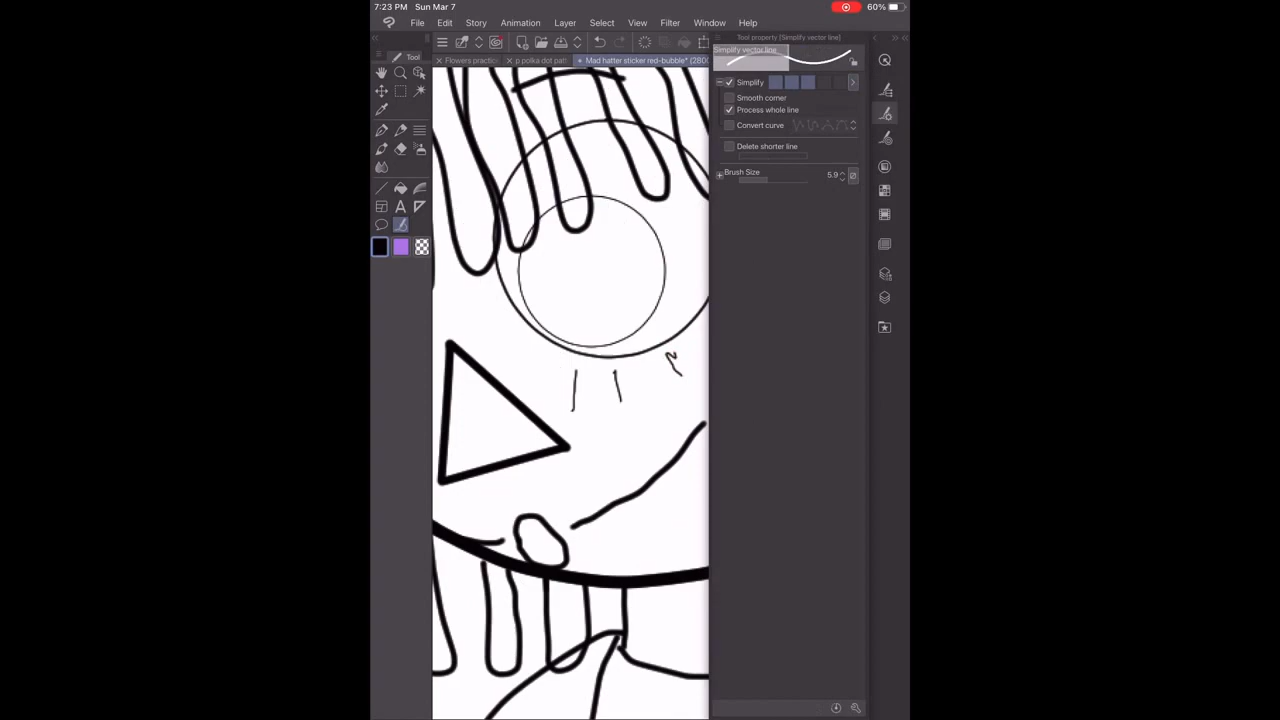 7:23 PM Sun Mar 7 60%
File Edit Story Animation Layer Select View Filter Window Help
Tool property [Simplify vector line]
Simplify vector line
Tool
Flowers practic p polka dot patt Mad hatter sticker red-bubble* (2800
Simplify
Smooth corner
Process whole line
Convert curve
Delete shorter line
Brush Size 5.9